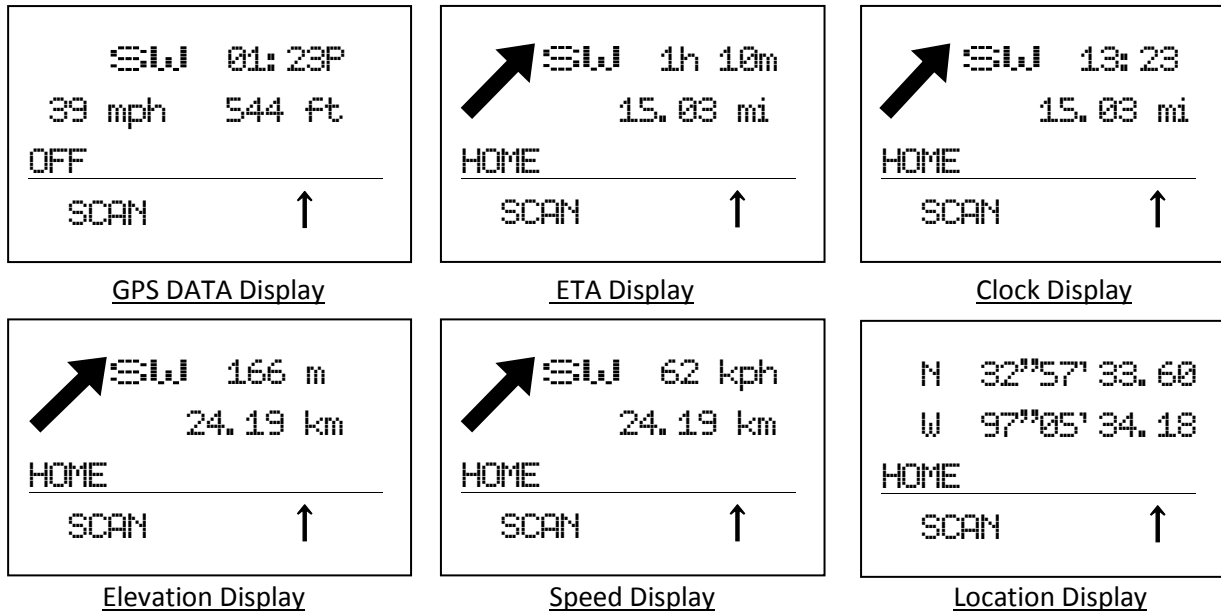 SW 01:23P
39 mph 544 ft
OFF
SCAN ↑
GPS DATA Display
SW 1h 10m
15.03 mi
HOME
SCAN ↑
ETA Display
SW 13:23
15.03 mi
HOME
SCAN ↑
Clock Display
SW 166 m
24.19 km
HOME
SCAN ↑
Elevation Display
SW 62 kph
24.19 km
HOME
SCAN ↑
Speed Display
N 32""57' 33.60
W 97""05' 34.18
HOME
SCAN ↑
Location Display